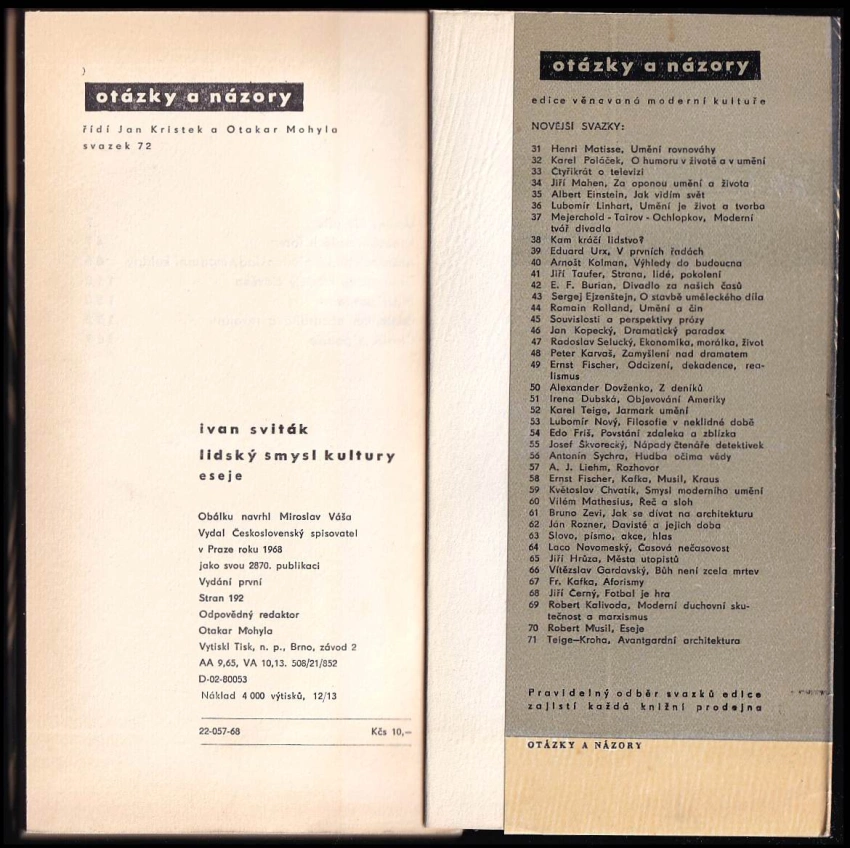 otázky a názory
řídí Jan Kristek a Otakar Mohyla
svazek 72
ivan sviták
lidský smysl kultury
eseje
Obálku navrhl Miroslav Váša
Vydal Československý spisovatel
v Praze roku 1968
jako svou 2870. publikaci
Vydání první
Stran 192
Odpovědný redaktor
Otakar Mohyla
Vytiskl Tisk, n. p., Brno, závod 2
AA 9,65, VA 10,13. 508/21/852
D-02-80053
Náklad 4 000 výtisků, 12/13
22-057-68 Kčs 10,—
otázky a názory
edice věnovaná moderní kultuře
NOVĚJŠÍ SVAZKY:
31 Henri Matisse, Umění rovnováhy
32 Karel Poláček, O humoru v životě a v umění
33 Čtyřikrát o televizi
34 Jiří Mahen, Za oponou umění a života
35 Albert Einstein, Jak vidím svět
36 Lubomír Linhart, Umění je život a tvorba
37 Mejerchold - Tairov - Ochlopkov, Moderní
tvář divadla
38 Kam kráčí lidstvo?
39 Eduard Urx, V prvních řadách
40 Arnošt Kolman, Výhledy do budoucna
41 Jiří Taufer, Strana, lidé, pokolení
42 E. F. Burian, Divadlo za našich časů
43 Sergej Ejzenštejn, O stavbě uměleckého díla
44 Romain Rolland, Umění a čin
45 Souvislosti a perspektivy prózy
46 Jan Kopecký, Dramatický paradox
47 Radoslav Selucký, Ekonomika, morálka, život
48 Peter Karvaš, Zamyšlení nad dramatem
49 Ernst Fischer, Odcizení, dekadence, rea-
lismus
50 Alexander Dovženko, Z deníků
51 Irena Dubská, Objevování Ameriky
52 Karel Teige, Jarmark umění
53 Lubomír Nový, Filosofie v neklidné době
54 Edo Friš, Povstání zdaleka a zblízka
55 Josef Škvorecký, Nápady čtenáře detektivek
56 Antonín Sychra, Hudba očima vědy
57 A. J. Liehm, Rozhovor
58 Ernst Fischer, Kafka, Musil, Kraus
59 Květoslav Chvatík, Smysl moderního umění
60 Vilém Mathesius, Řeč a sloh
61 Bruno Zevi, Jak se dívat na architekturu
62 Ján Rozner, Davisté a jejich doba
63 Slovo, písmo, akce, hlas
64 Laco Novomeský, Časová nečasovost
65 Jiří Hrůza, Města utopistů
66 Vítězslav Gardavský, Bůh není zcela mrtev
67 Fr. Kafka, Aforismy
68 Jiří Černý, Fotbal je hra
69 Robert Kalivoda, Moderní duchovní sku-
tečnost a marxismus
70 Robert Musil, Eseje
71 Teige—Kroha, Avantgardní architektura
Pravidelný odběr svazků edice
zajistí každá knižní prodejna
OTÁZKY A NÁZORY